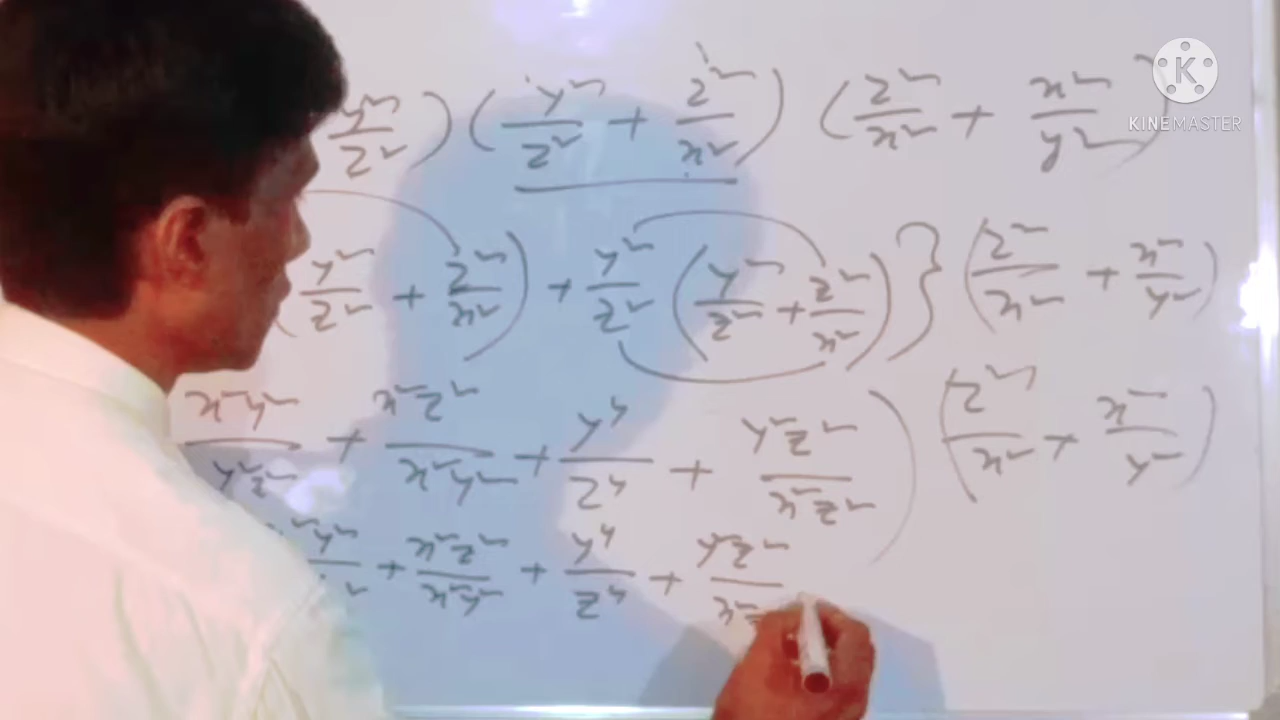 K
KINEMASTER
y²/z²) (y²/z² + z²/x²) (z²/x² + x²/y²)
(y²/z² + z²/x²) + y²/z² (y²/z² + z²/x²)} (z²/x² + x²/y²)
x²y²/y²z² + x²z²/x²y² + y⁴/z⁴ + y²z²/x²z²) (z²/x² + x²/y²)
x²y² + x²z²/x²y² + y⁴/z⁴ + y²z²